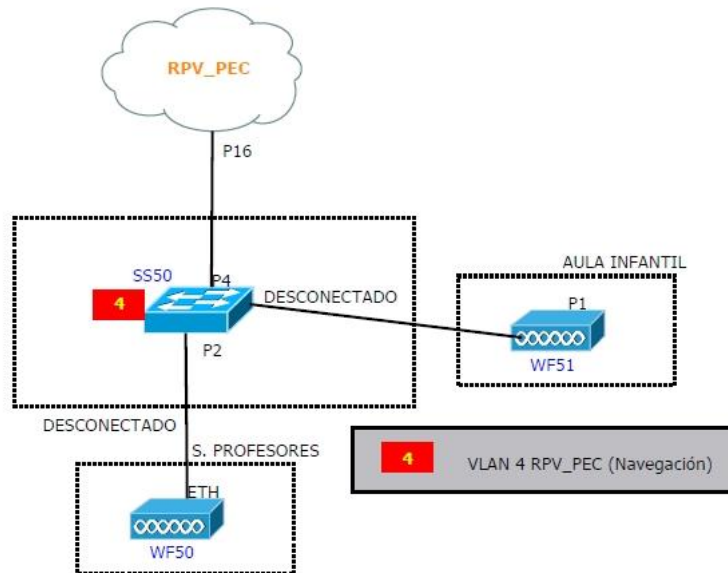 RPV_PEC
P16
SS50
P4
4
DESCONECTADO
P2
AULA INFANTIL
P1
WF51
DESCONECTADO
S. PROFESORES
ETH
WF50
4
VLAN 4 RPV_PEC (Navegación)